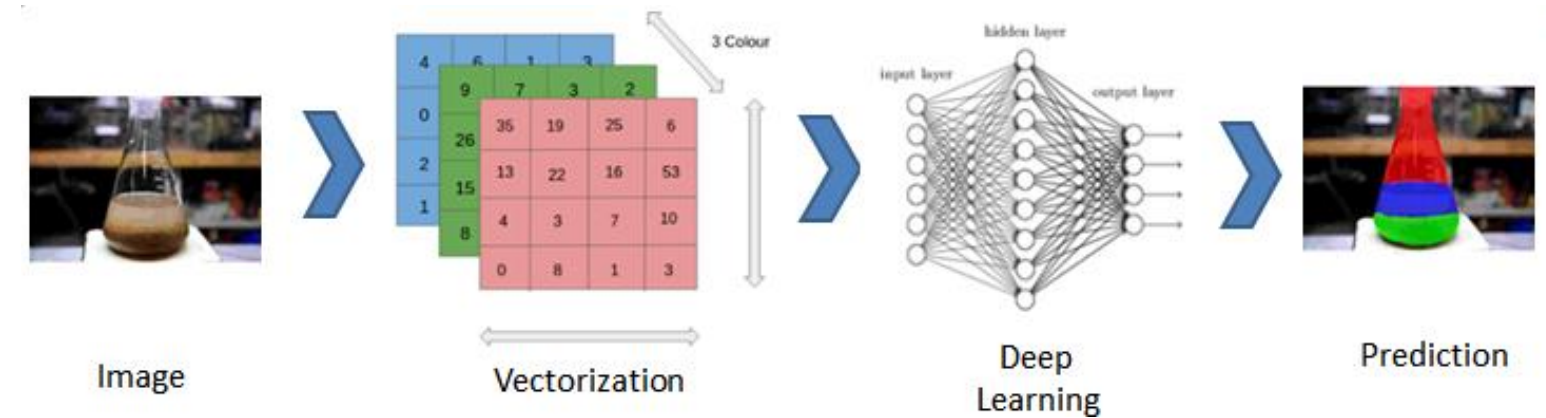 3 Colour
4 6 1 3
0
2
1
9 7 3 2
26
15
8
35 19 25 6
13 22 16 53
4 3 7 10
0 8 1 3
hidden layer
input layer
output layer
Image
Vectorization
Deep
Learning
Prediction